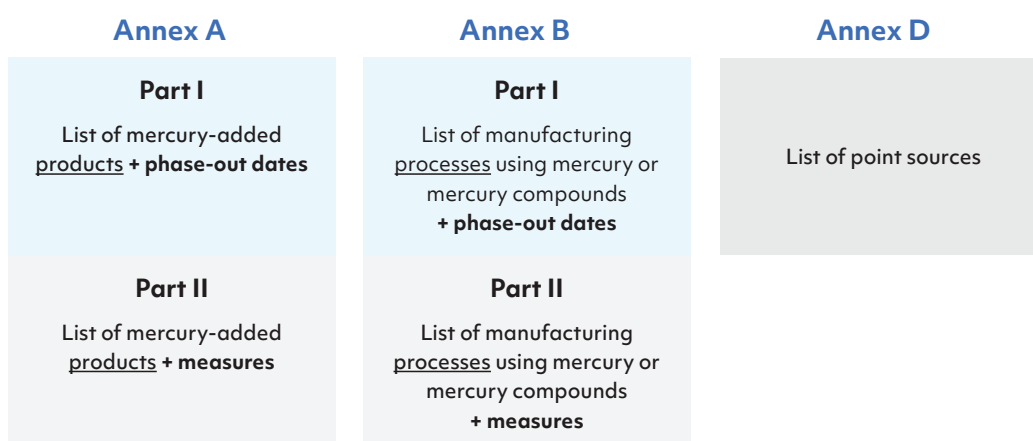 Annex A
Part I
List of mercury-added
products + phase-out dates
Part II
List of mercury-added
products + measures
Annex B
Part I
List of manufacturing
processes using mercury or
mercury compounds
+ phase-out dates
Part II
List of manufacturing
processes using mercury or
mercury compounds
+ measures
Annex D
List of point sources